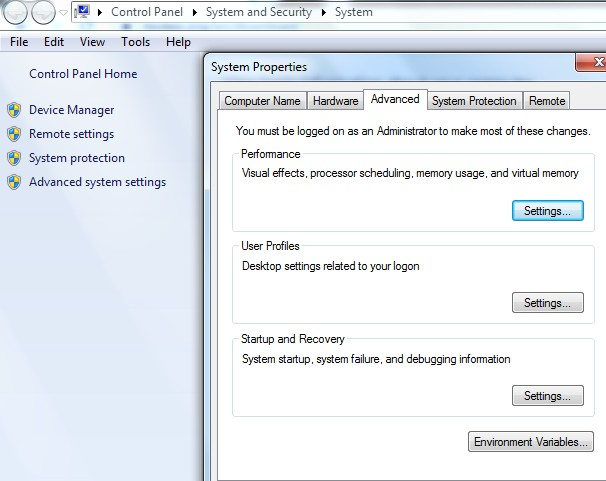 Control Panel System and Security System
File Edit View Tools Help
Control Panel Home
Device Manager
Remote settings
System protection
Advanced system settings
System Properties
Computer Name Hardware Advanced System Protection Remote
You must be logged on as an Administrator to make most of these changes.
Performance
Visual effects, processor scheduling, memory usage, and virtual memory
Settings...
User Profiles
Desktop settings related to your logon
Settings...
Startup and Recovery
System startup, system failure, and debugging information
Settings...
Environment Variables...